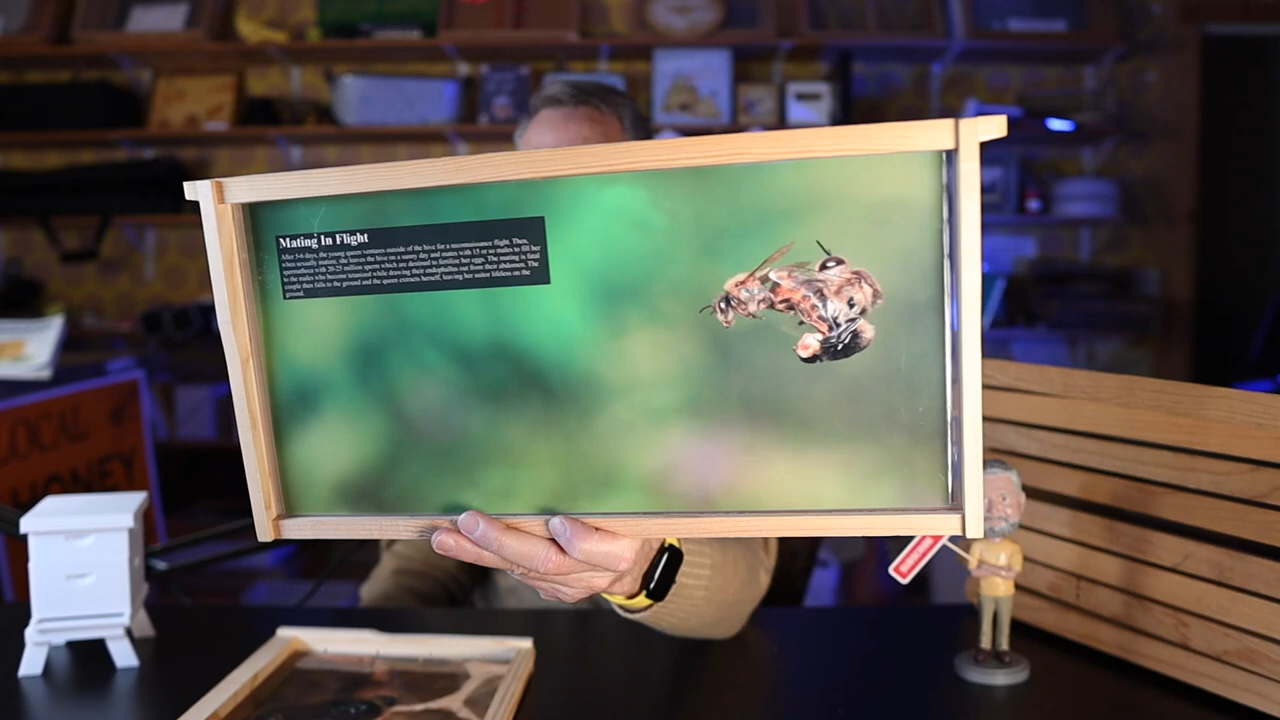 Mating In Flight
After 5-6 days, the young queen ventures outside of the hive for a reconnaissance flight. Then,
when sexually mature, she leaves the hive on a sunny day and mates with 15 or so males to fill her
spermatheca with 20-25 million sperm which are destined to fertilize her eggs. The mating is fatal
to the males who become tetanised while drawing their endophallus out from their abdomen. The
couple then falls to the ground and the queen extracts herself, leaving her suitor lifeless on the
ground.
LOCAL
HONEY